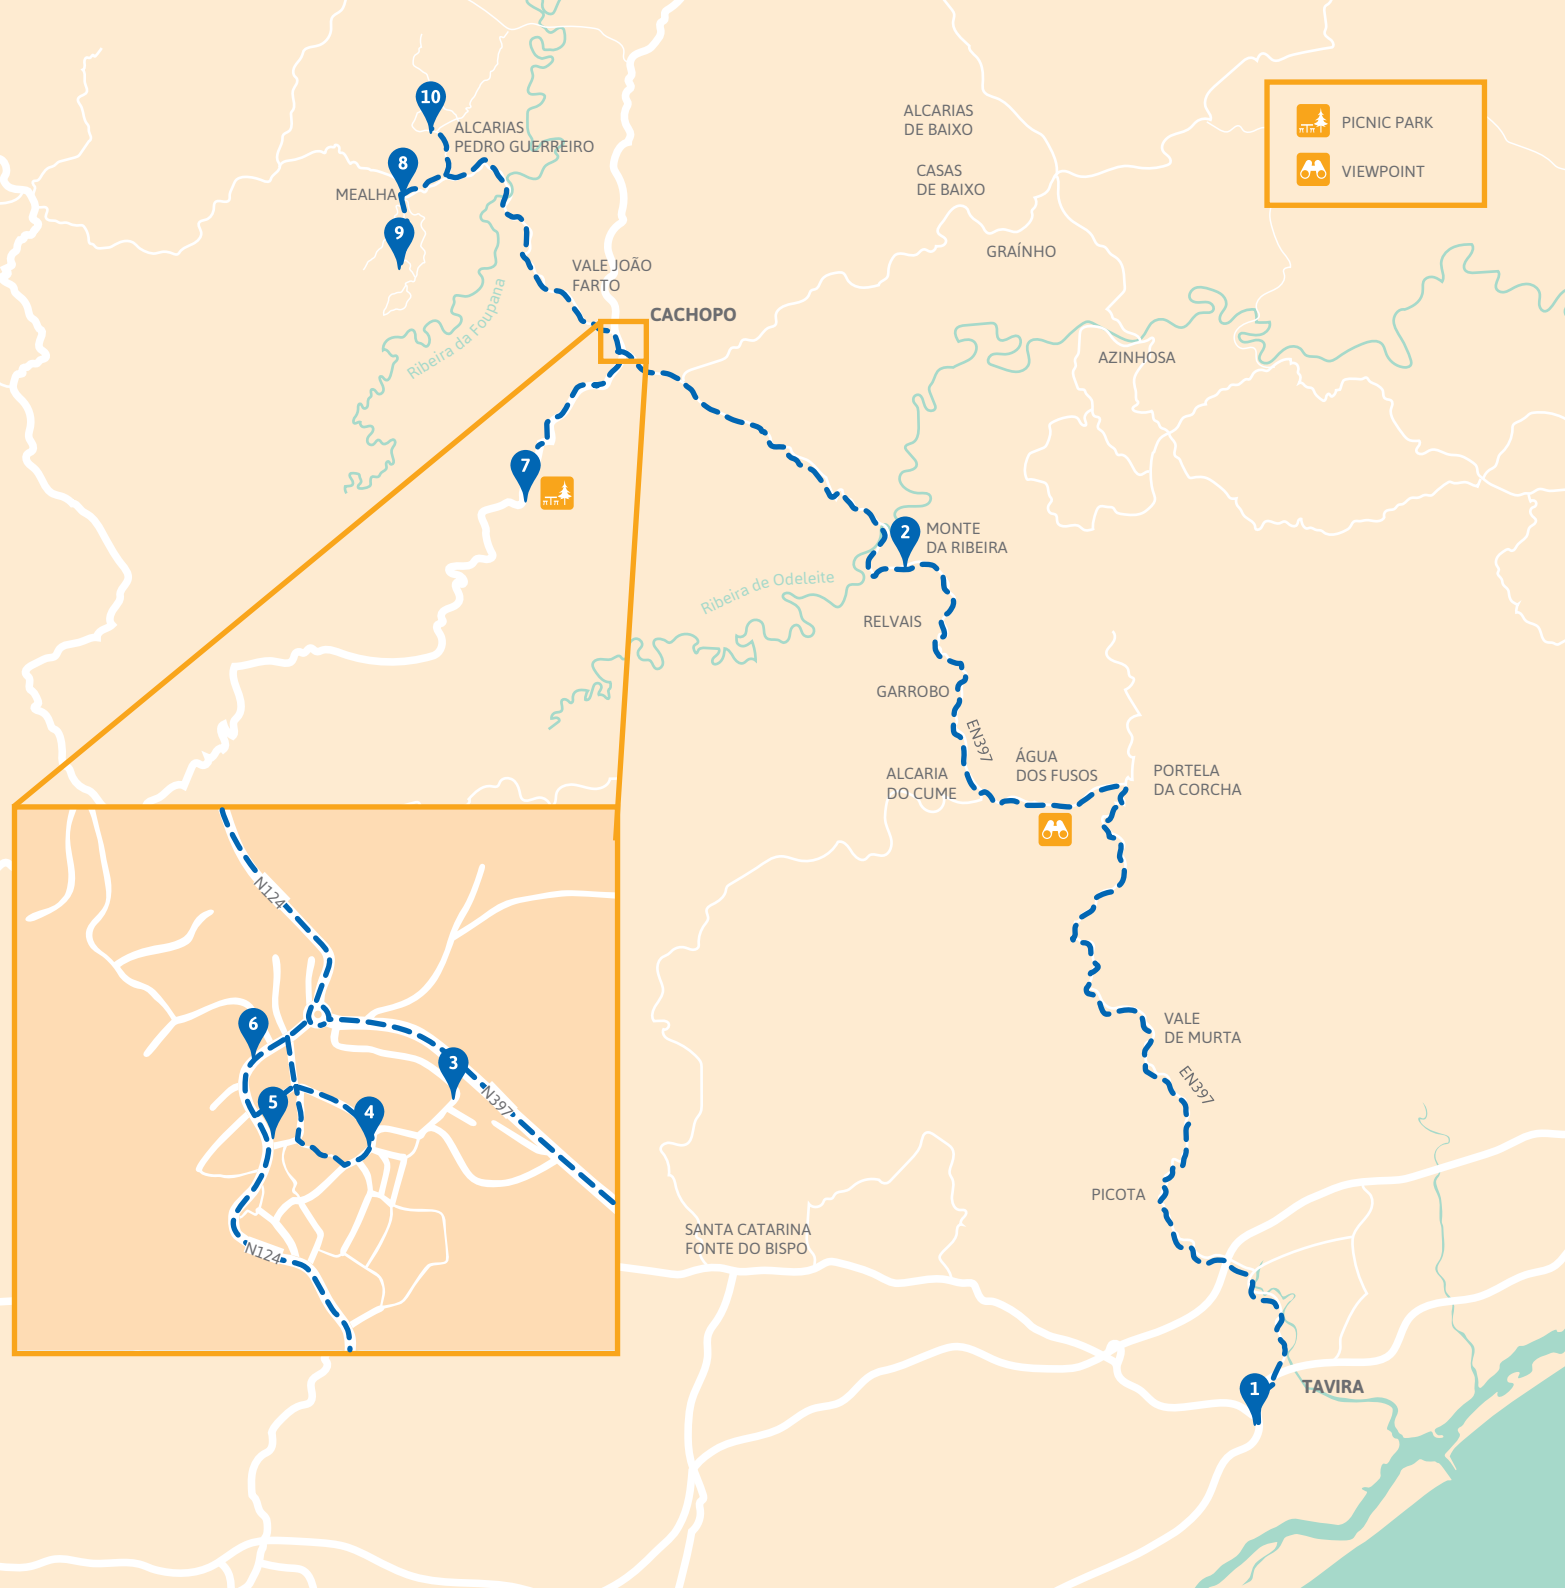 10
ALCARIAS
PEDRO GUERREIRO
8
MEALHA
9
ALCARIAS
DE BAIXO
CASAS
DE BAIXO
PICNIC PARK
VIEWPOINT
GRAÍNHO
VALE JOÃO
FARTO
Ribeira da Foupana
CACHOPO
AZINHOSA
7
2
MONTE
DA RIBEIRA
Ribeira de Odeleite
RELVAIS
GARROBO
EN397
ÁGUA
DOS FUSOS
ALCARIA
DO CUME
PORTELA
DA CORCHA
N124
6
3
5
4
N397
N124
VALE
DE MURTA
EN397
PICOTA
SANTA CATARINA
FONTE DO BISPO
1
TAVIRA